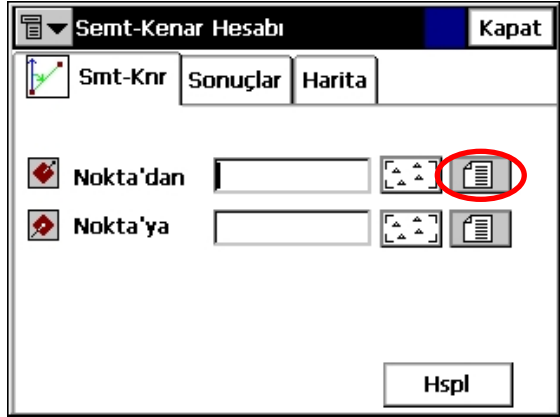 Semt-Kenar Hesabı Kapat
Smt-Knr Sonuçlar Harita
Nokta'dan
Nokta'ya
Hspl